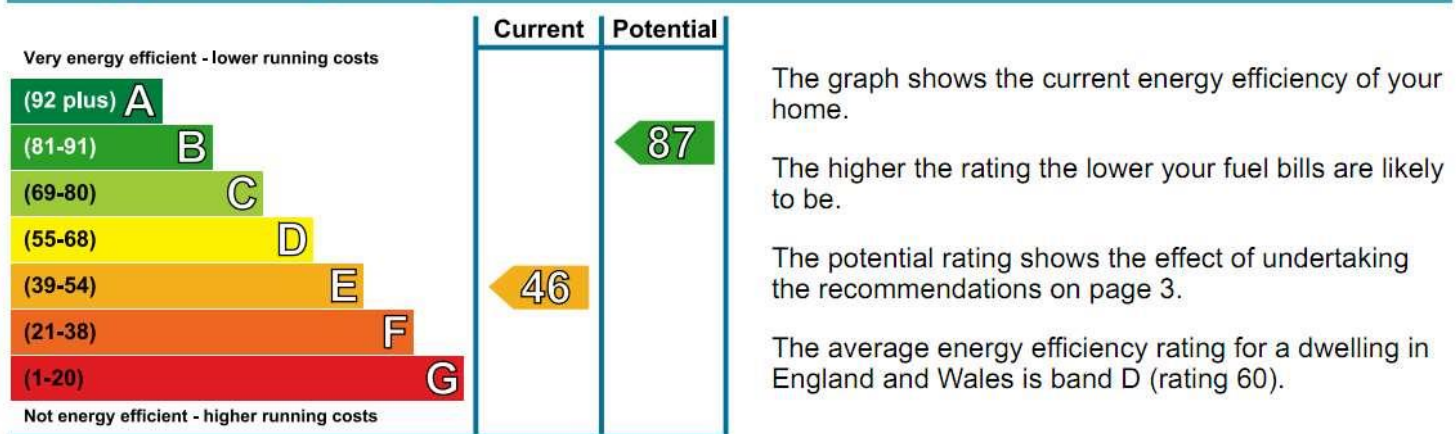 Current Potential
Very energy efficient - lower running costs
(92 plus) A
(81-91) B
87
(69-80) C
(55-68) D
(39-54) E
46
(21-38) F
(1-20) G
Not energy efficient - higher running costs
The graph shows the current energy efficiency of your
home.
The higher the rating the lower your fuel bills are likely
to be.
The potential rating shows the effect of undertaking
the recommendations on page 3.
The average energy efficiency rating for a dwelling in
England and Wales is band D (rating 60).